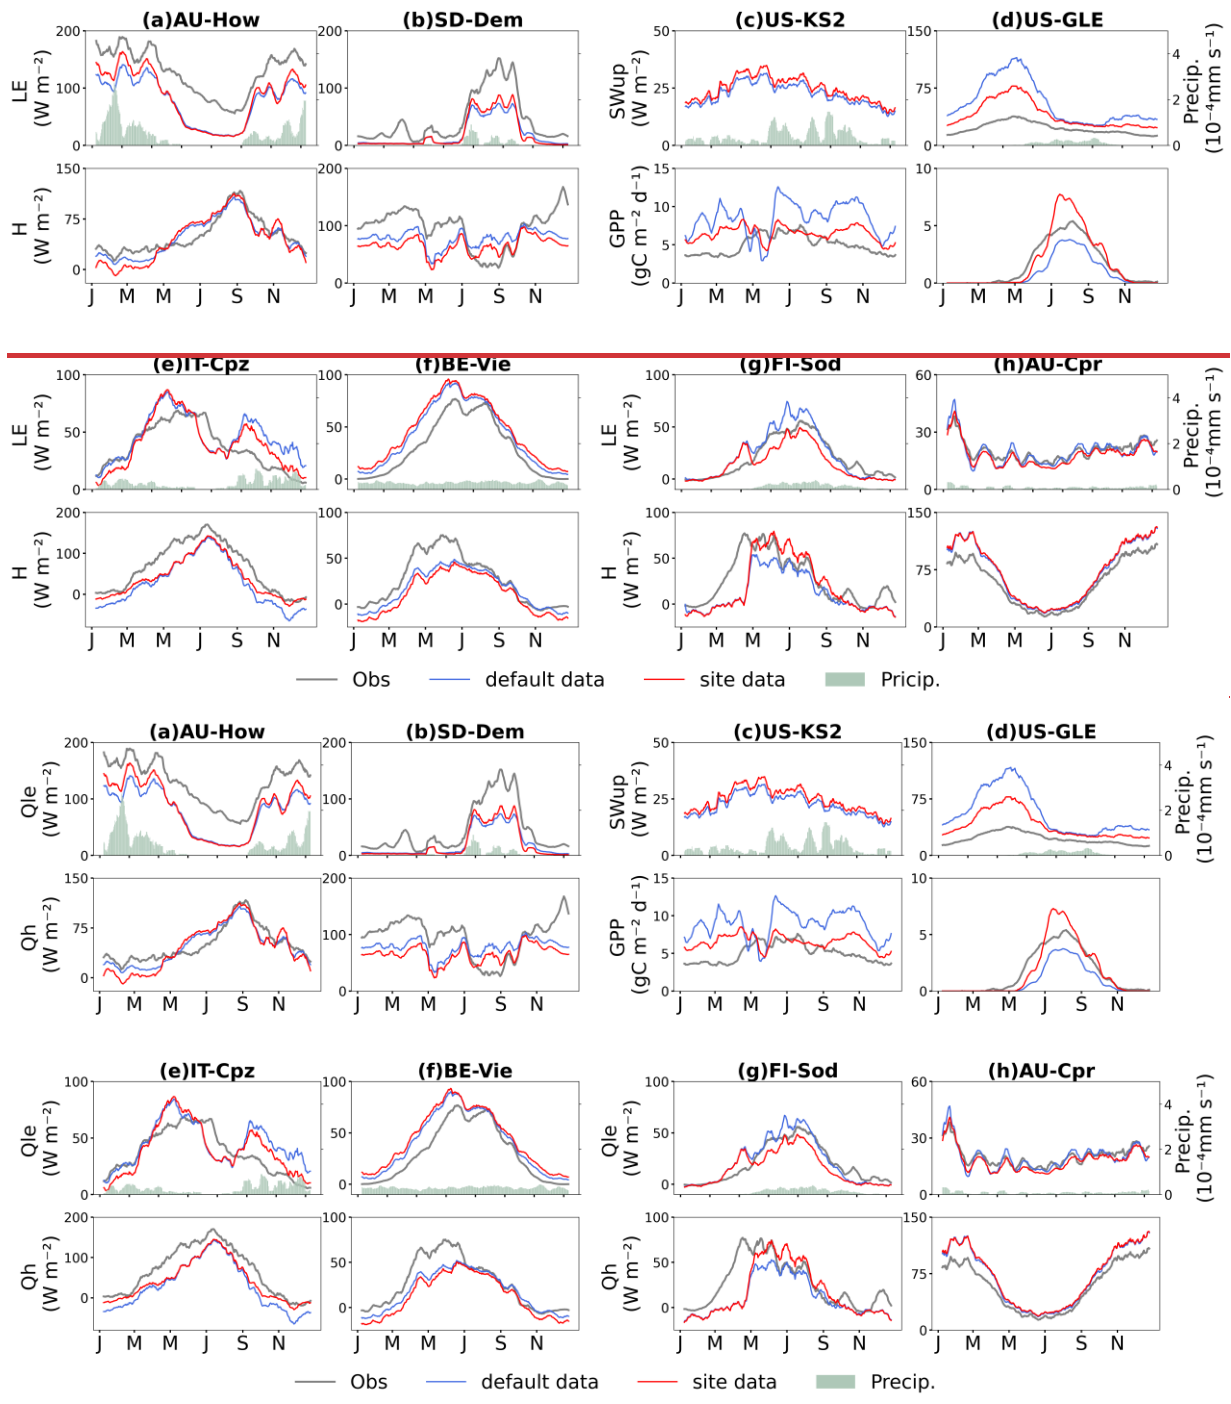 (a)AU-How (b)SD-Dem (c)US-KS2 (d)US-GLE
200 200 50 150
LE (W m⁻²) 100 100 SWup (W m⁻²) 25 75 4 2 0 Precip. (10⁻⁴mm s⁻¹)
0 0 0 0
150 200 15 10
H (W m⁻²) 75 100 GPP (gC m⁻² d⁻¹) 10 5 5
0 0 0 0
J M M J S N J M M J S N J M M J S N J M M J S N
(e)IT-Cpz (f)BE-Vie (g)FI-Sod (h)AU-Cpr
100 100 100 60
LE (W m⁻²) 50 50 LE (W m⁻²) 50 30 4 2 0 Precip. (10⁻⁴mm s⁻¹)
0 0 0 0
200 100 100 150
H (W m⁻²) 100 50 H (W m⁻²) 50 75
0 0 0 0
J M M J S N J M M J S N J M M J S N J M M J S N
Obs default data site data Pricip.
(a)AU-How (b)SD-Dem (c)US-KS2 (d)US-GLE
200 200 50 150
Qle (W m⁻²) 100 100 SWup (W m⁻²) 25 75 4 2 0 Precip. (10⁻⁴mm s⁻¹)
0 0 0 0
150 200 15 10
Qh (W m⁻²) 75 100 GPP (gC m⁻² d⁻¹) 10 5 5
0 0 0 0
J M M J S N J M M J S N J M M J S N J M M J S N
(e)IT-Cpz (f)BE-Vie (g)FI-Sod (h)AU-Cpr
100 100 100 60
Qle (W m⁻²) 50 50 Qle (W m⁻²) 50 30 4 2 0 Precip. (10⁻⁴mm s⁻¹)
0 0 0 0
200 100 100 150
Qh (W m⁻²) 100 50 Qh (W m⁻²) 50 75
0 0 0 0
J M M J S N J M M J S N J M M J S N J M M J S N
Obs default data site data Precip.